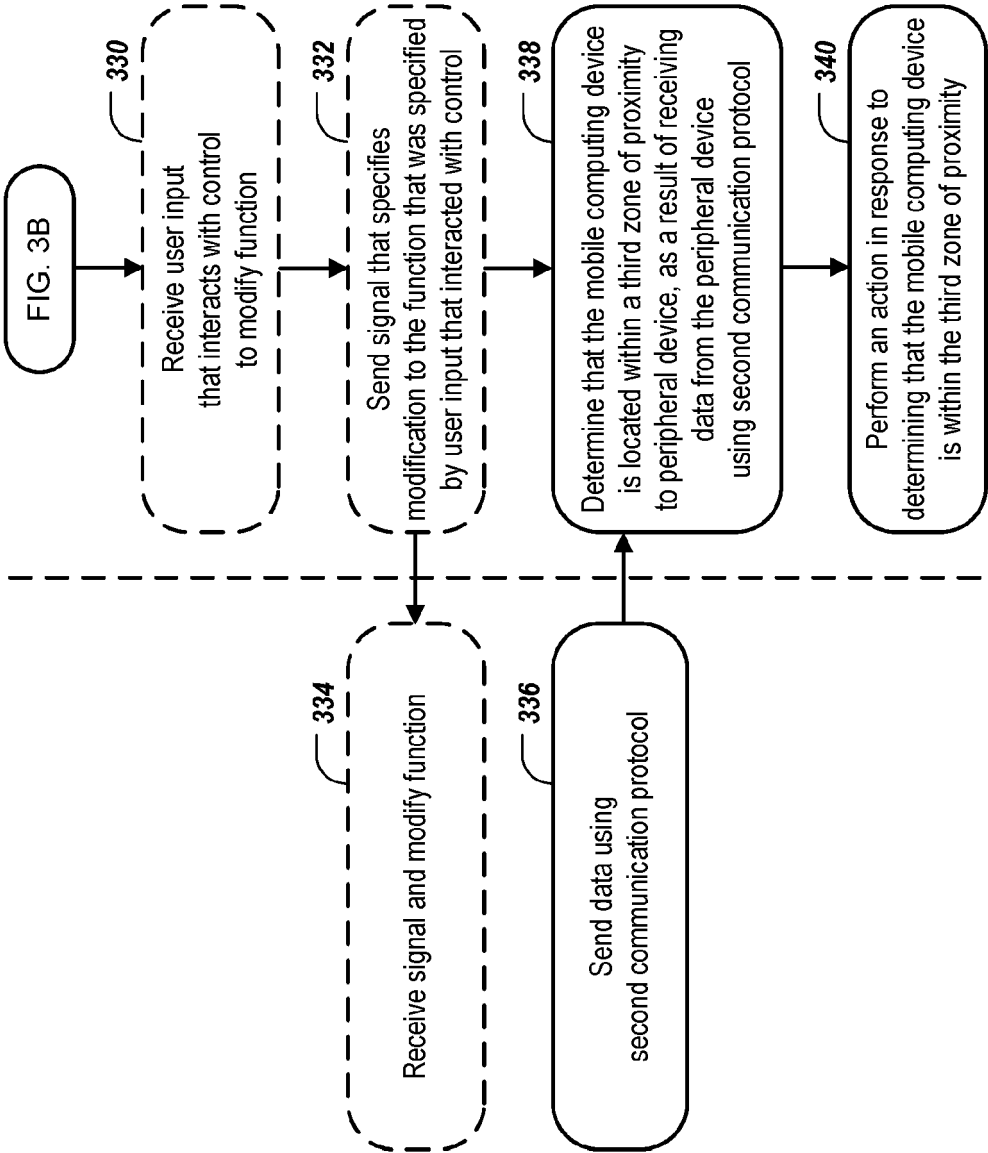 FIG. 3B
330
Receive user input
that interacts with control
to modify function
332
Send signal that specifies
modification to the function that was specified
by user input that interacted with control
334
Receive signal and modify function
336
Send data using
second communication protocol
338
Determine that the mobile computing device
is located within a third zone of proximity
to peripheral device, as a result of receiving
data from the peripheral device
using second communication protocol
340
Perform an action in response to
determining that the mobile computing device
is within the third zone of proximity